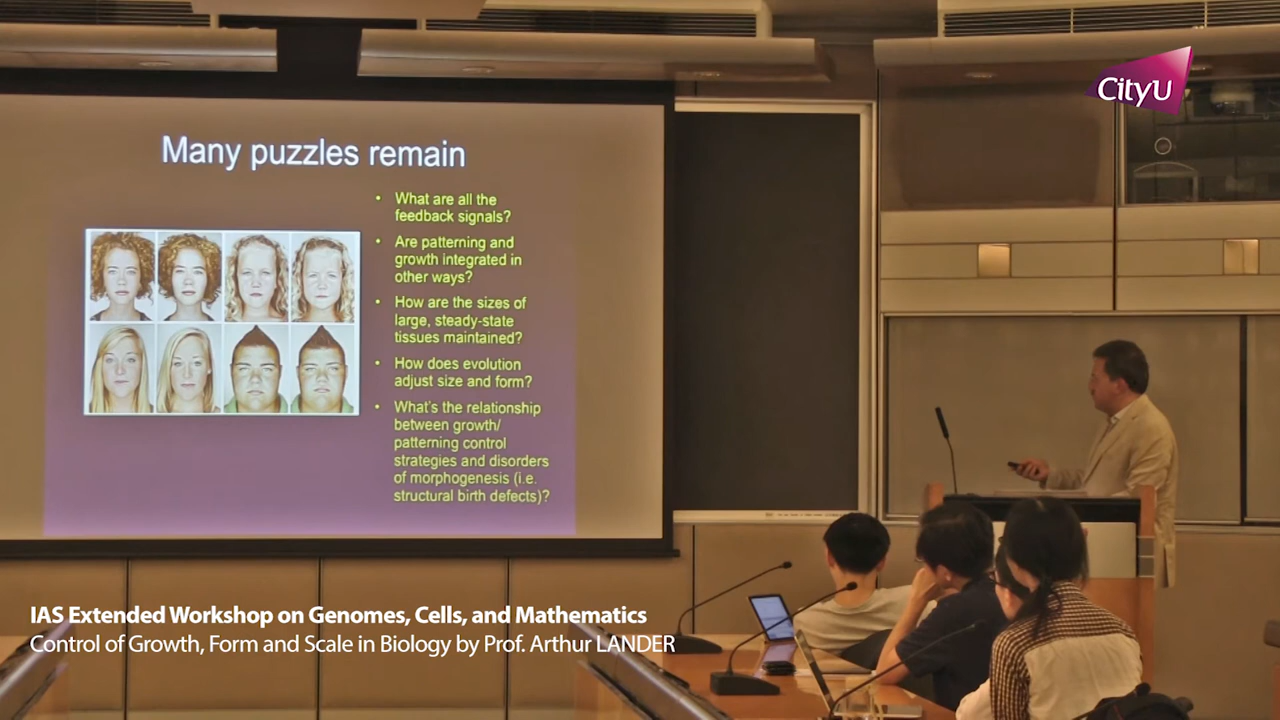 CityU
Many puzzles remain
• What are all the
feedback signals?
• Are patterning and
growth integrated in
other ways?
• How are the sizes of
large, steady-state
tissues maintained?
• How does evolution
adjust size and form?
• What's the relationship
between growth/
patterning control
strategies and disorders
of morphogenesis (i.e.
structural birth defects)?
IAS Extended Workshop on Genomes, Cells, and Mathematics
Control of Growth, Form and Scale in Biology by Prof. Arthur LANDER